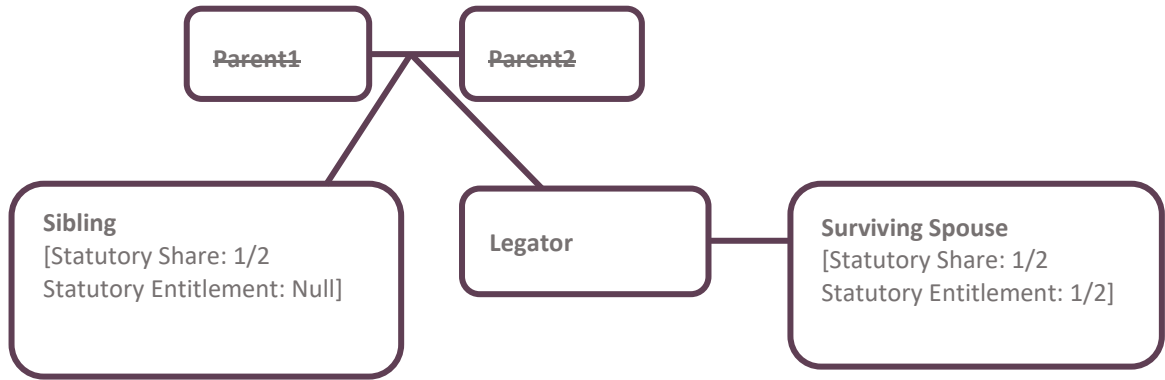 Parent1
Parent2
Sibling
[Statutory Share: 1/2
Statutory Entitlement: Null]
Legator
Surviving Spouse
[Statutory Share: 1/2
Statutory Entitlement: 1/2]